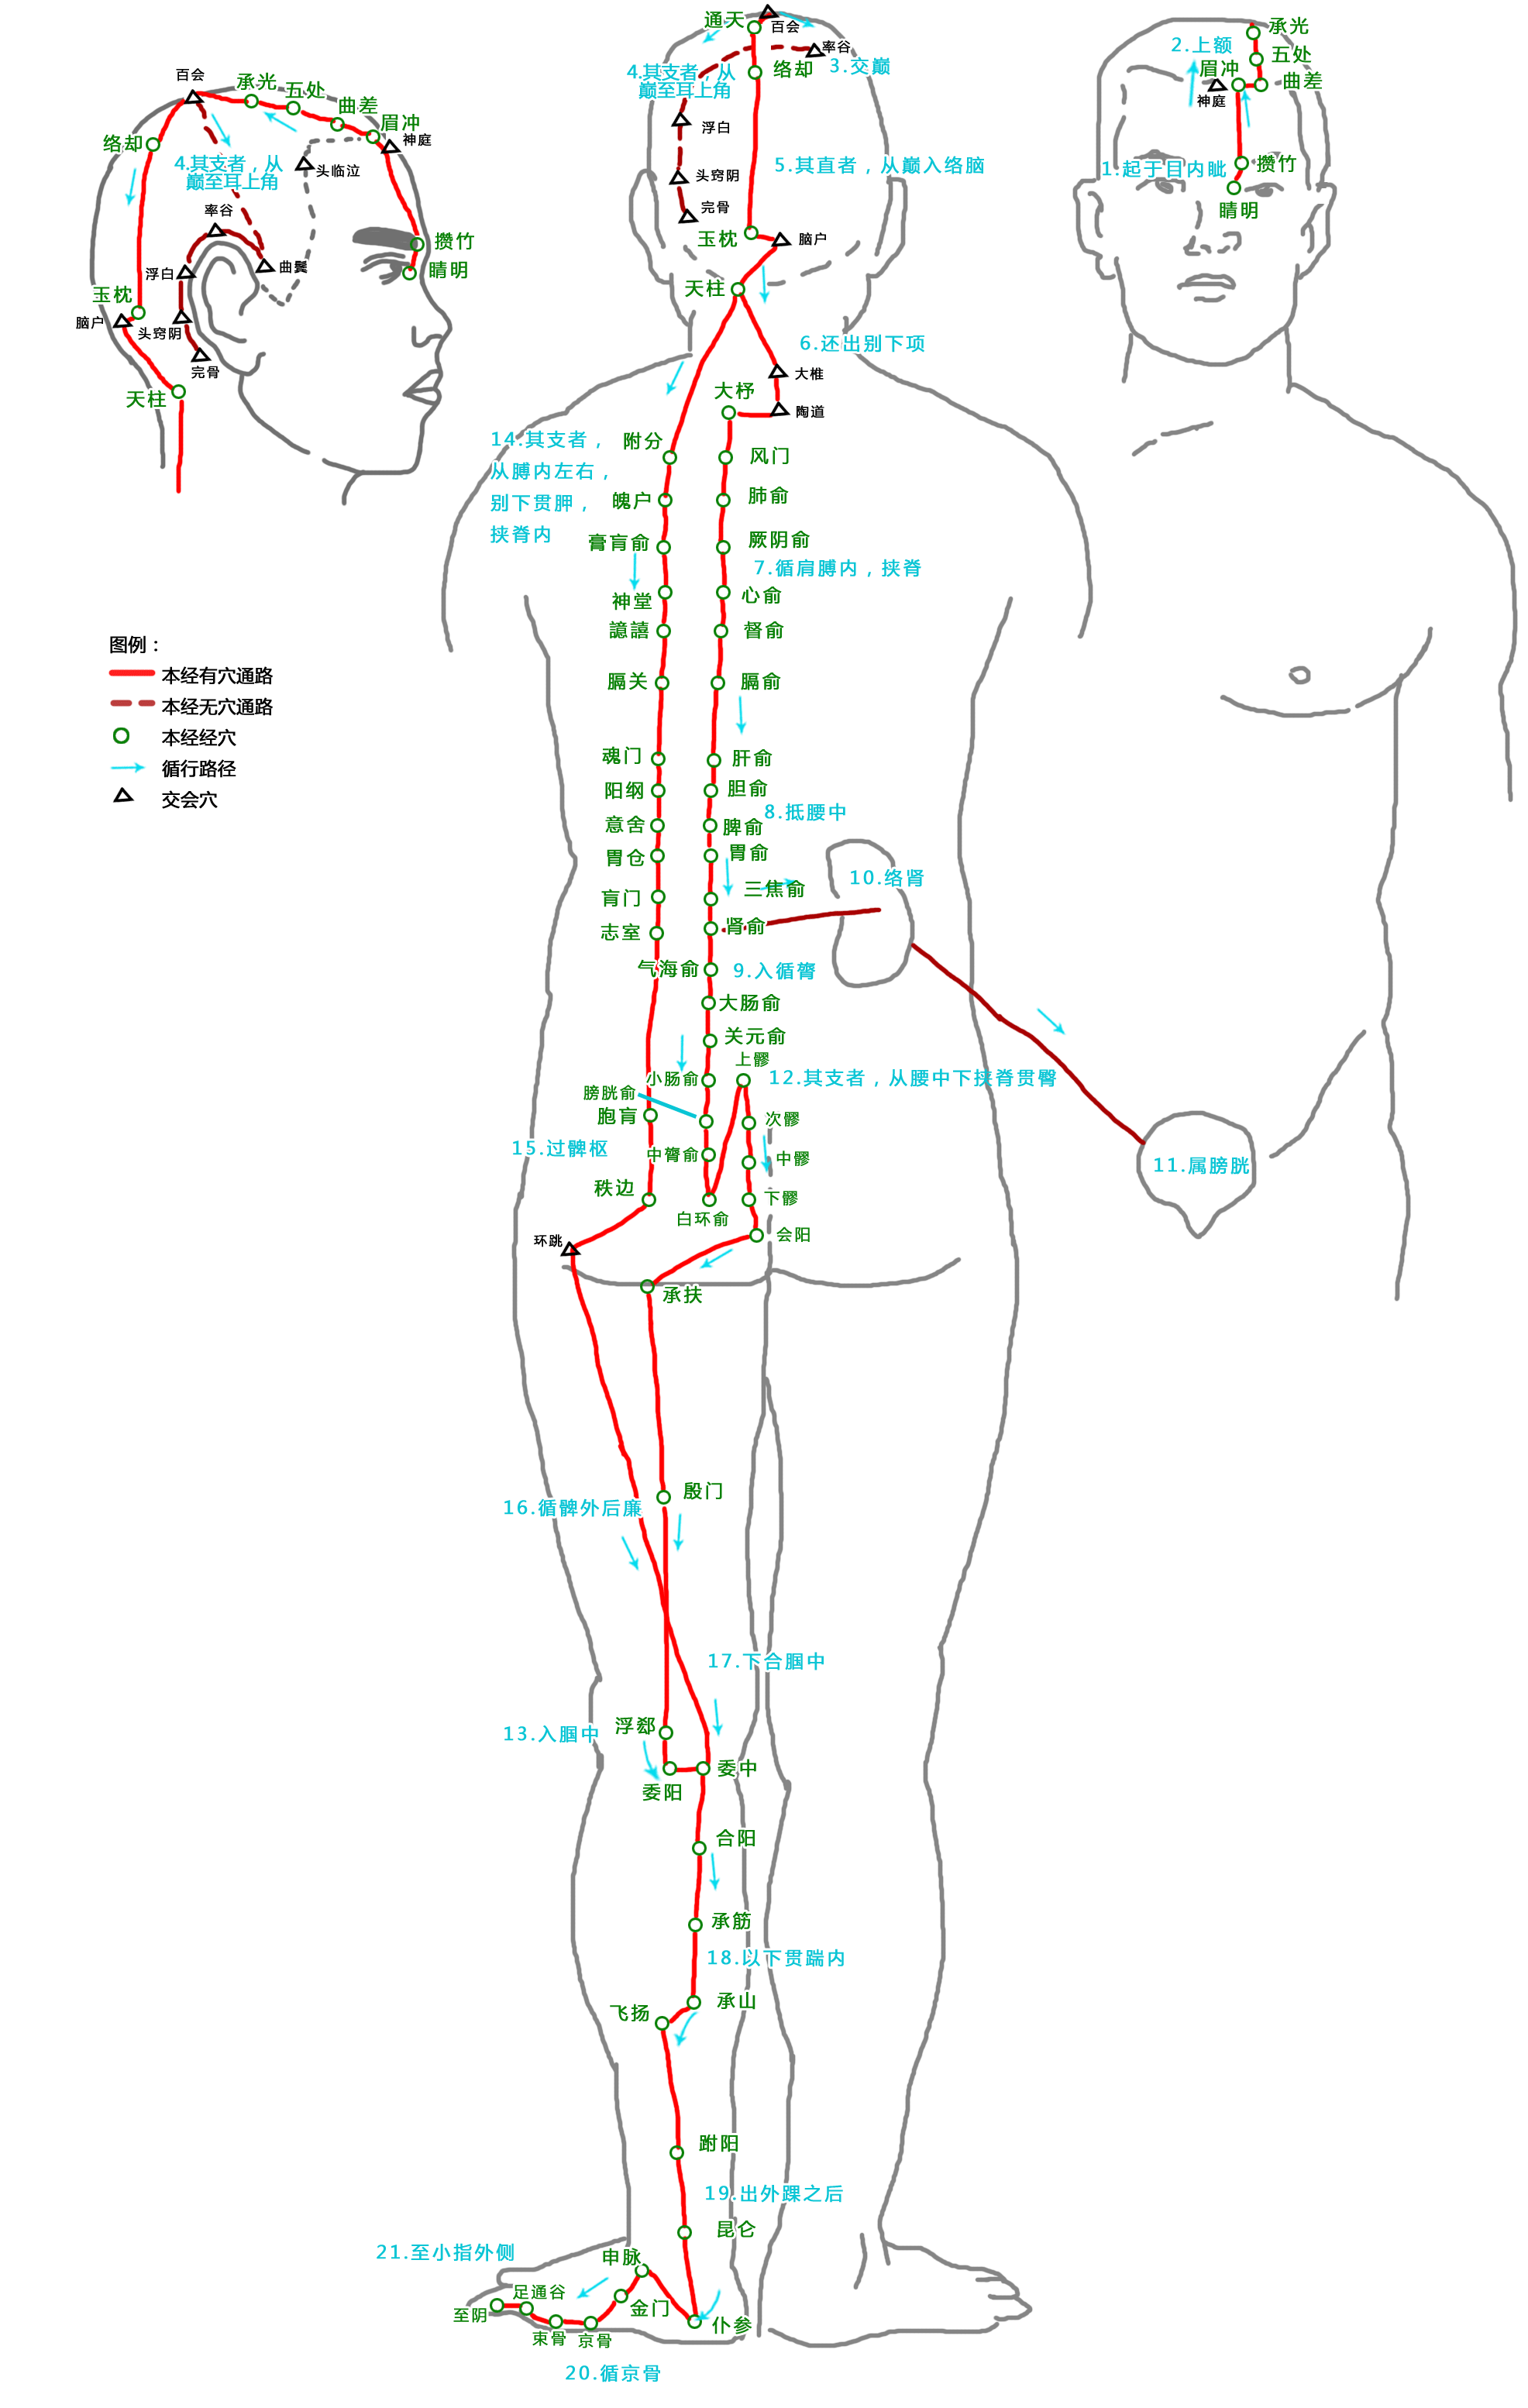 百会
承光
五处
曲差
眉冲
神庭
络却
4.其支者，从
巅至耳上角
头临泣
率谷
攒竹
睛明
浮白
曲鬓
玉枕
脑户
头窍阴
完骨
天柱
通天
百会
率谷
络却
3.交巅
4.其支者，从
巅至耳上角
浮白
5.其直者，从巅入络脑
头窍阴
完骨
玉枕
脑户
天柱
6.还出别下项
大椎
大杼
陶道
承光
2.上额
五处
眉冲
曲差
神庭
1.起于目内眦
攒竹
睛明
14.其支者，
从膊内左右，
别下贯胛，
挟脊内
附分
风门
魄户
肺俞
膏肓俞
厥阴俞
7.循肩膊内，挟脊
神堂
心俞
譩譆
督俞
膈关
膈俞
图例：
本经有穴通路
本经无穴通路
本经经穴
循行路径
交会穴
魂门
肝俞
阳纲
胆俞
8.抵腰中
意舍
脾俞
胃仓
胃俞
10.络肾
肓门
三焦俞
志室
肾俞
气海俞
9.入循膂
大肠俞
关元俞
上髎
小肠俞
12.其支者，从腰中下挟脊贯臀
膀胱俞
胞肓
次髎
15.过髀枢
中膂俞
中髎
11.属膀胱
秩边
下髎
白环俞
会阳
环跳
承扶
殷门
16.循髀外后廉
17.下合腘中
13.入腘中
浮郄
委中
委阳
合阳
承筋
18.以下贯踹内
飞扬
承山
跗阳
19.出外踝之后
昆仑
21.至小指外侧
申脉
足通谷
至阴
金门
仆参
束骨
京骨
20.循京骨